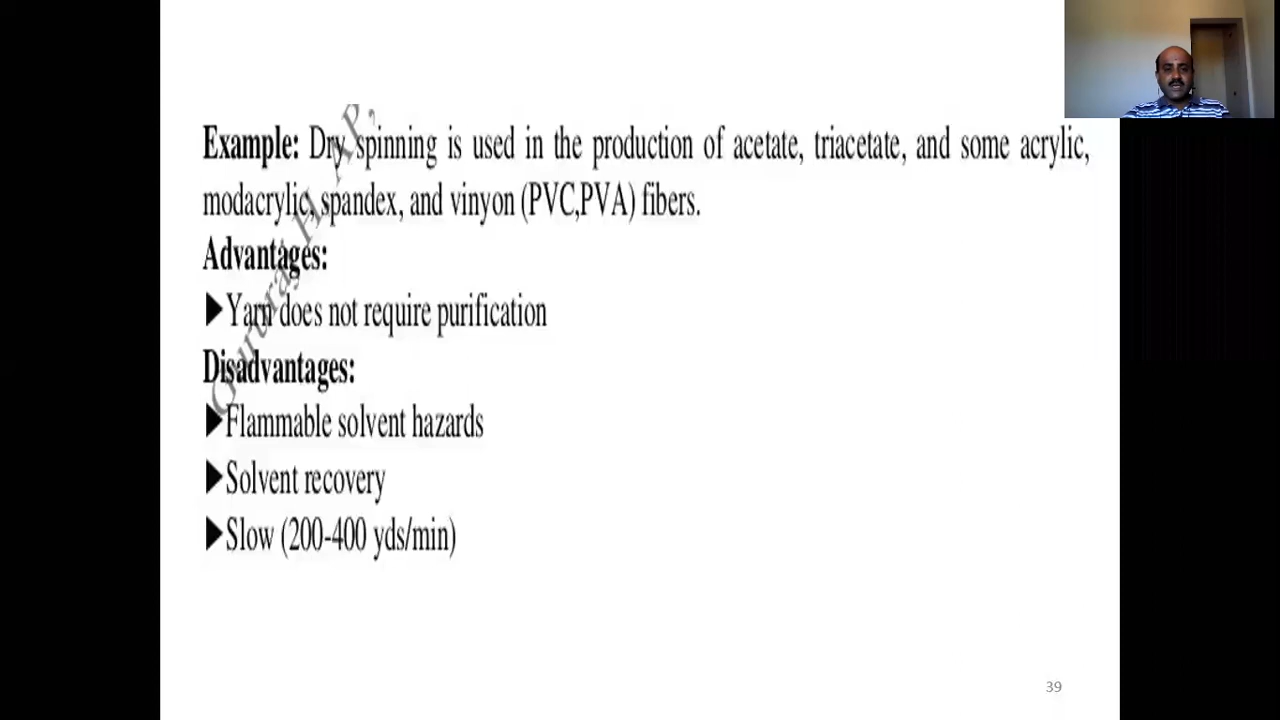 Example: Dry spinning is used in the production of acetate, triacetate, and some acrylic,
modacrylic, spandex, and vinyon (PVC,PVA) fibers.
Advantages:
Yarn does not require purification
Disadvantages:
Flammable solvent hazards
Solvent recovery
Slow (200-400 yds/min)
39